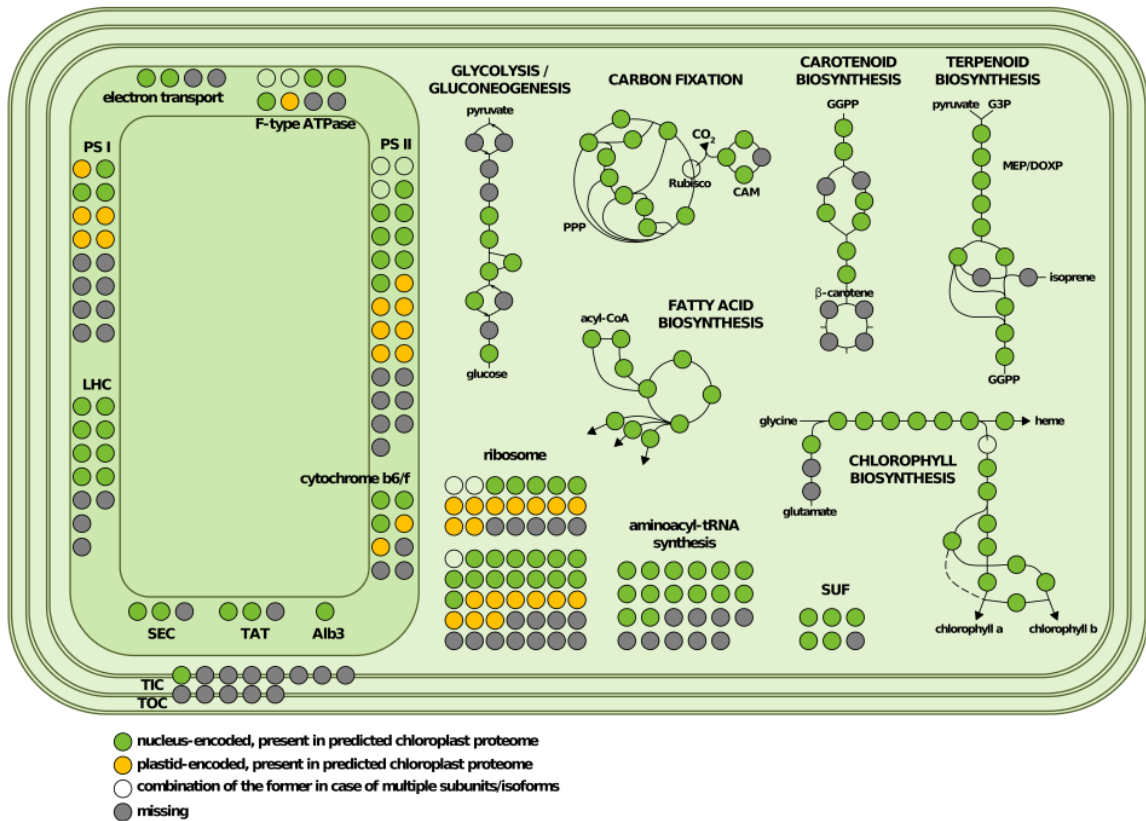 electron transport
F-type ATPase
PS I
PS II
LHC
cytochrome b6/f
SEC
TAT
Alb3
TIC
TOC
GLYCOLYSIS /
GLUCONEOGENESIS
pyruvate
glucose
CARBON FIXATION
CO2
Rubisco
CAM
PPP
CAROTENOID
BIOSYNTHESIS
GGPP
β-carotene
TERPENOID
BIOSYNTHESIS
pyruvate G3P
MEP/DOXP
isoprene
GGPP
FATTY ACID
BIOSYNTHESIS
acyl-CoA
glycine
heme
CHLOROPHYLL
BIOSYNTHESIS
glutamate
chlorophyll a
chlorophyll b
ribosome
aminoacyl-tRNA
synthesis
SUF
nucleus-encoded, present in predicted chloroplast proteome
plastid-encoded, present in predicted chloroplast proteome
combination of the former in case of multiple subunits/isoforms
missing